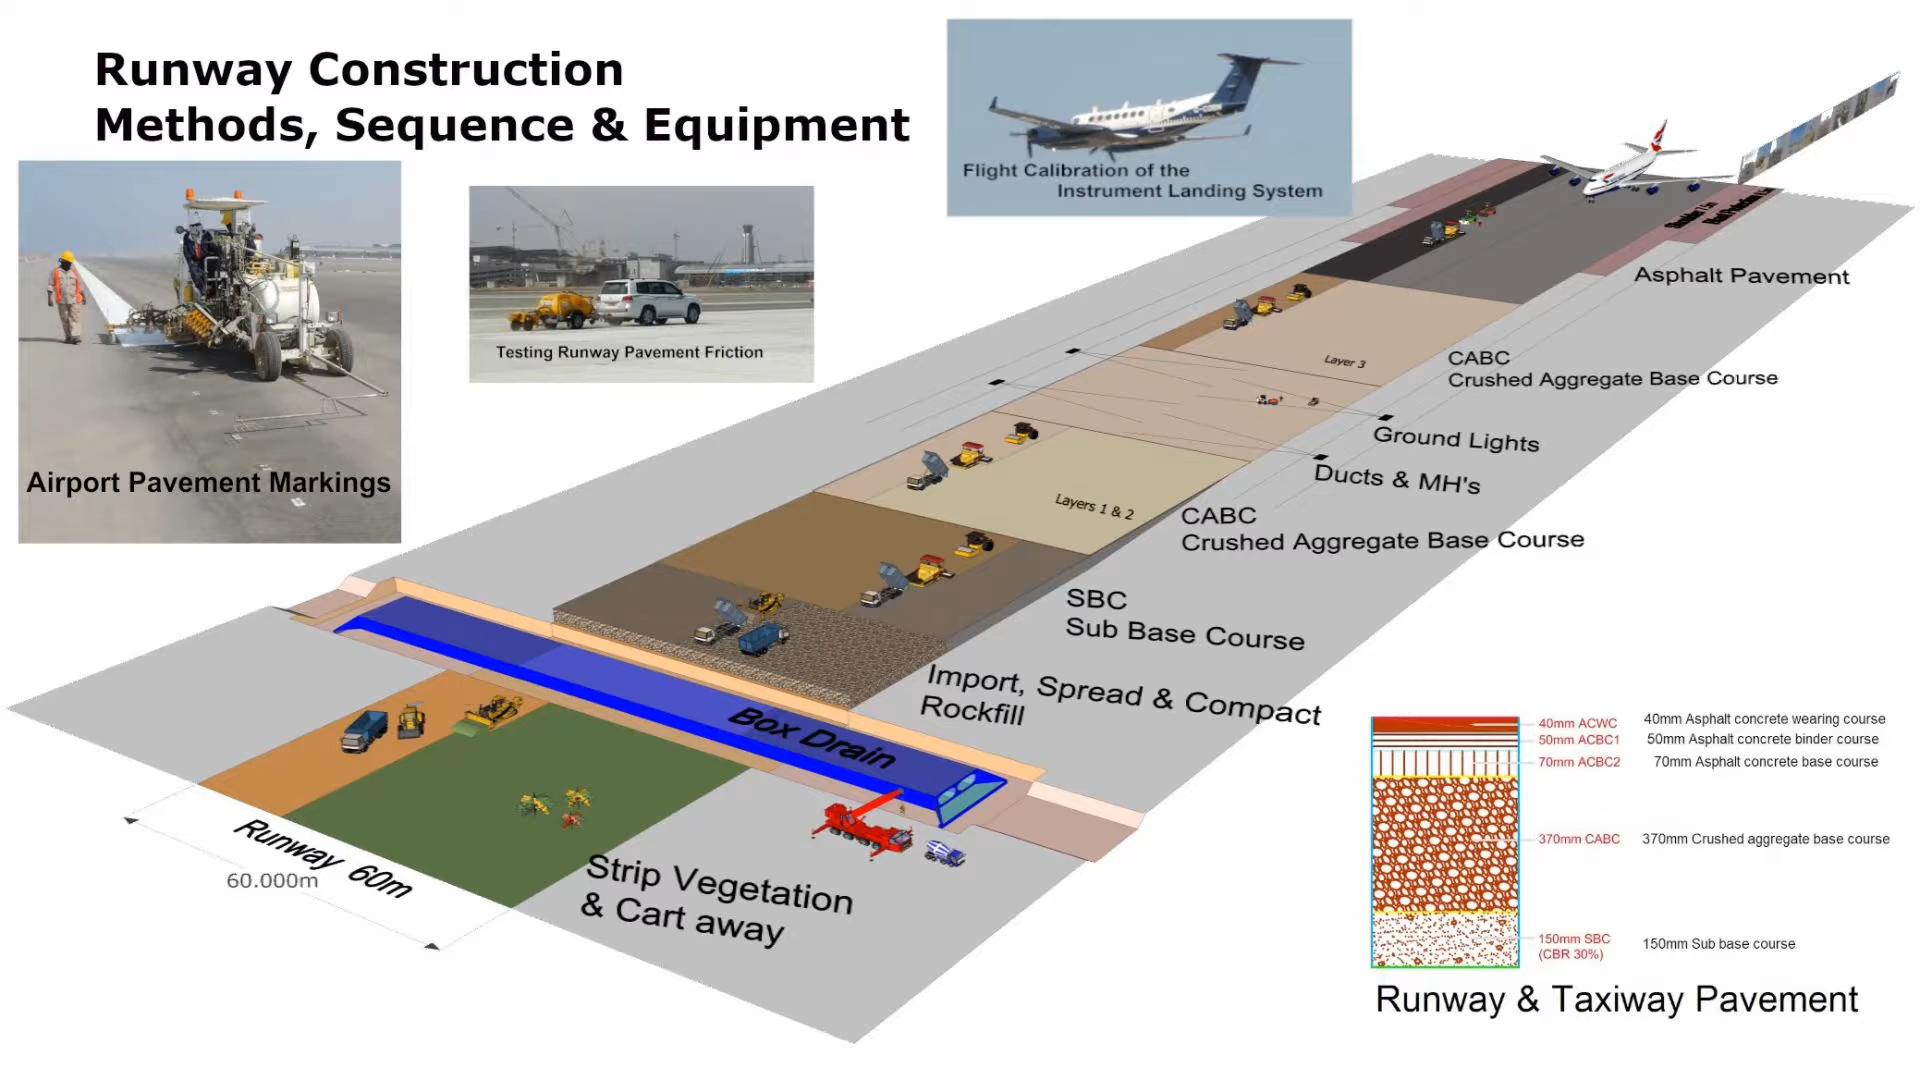 Runway Construction
Methods, Sequence & Equipment
Flight Calibration of the
Instrument Landing System
Testing Runway Pavement Friction
Airport Pavement Markings
Asphalt Pavement
Layer 3
CABC
Crushed Aggregate Base Course
Ground Lights
Ducts & MH's
Layers 1 & 2
CABC
Crushed Aggregate Base Course
SBC
Sub Base Course
Import, Spread & Compact
Rockfill
Box Drain
Runway 60m
60.000m
Strip Vegetation
& Cart away
40mm ACWC 40mm Asphalt concrete wearing course
50mm ACBC1 50mm Asphalt concrete binder course
70mm ACBC2 70mm Asphalt concrete base course
370mm CABC 370mm Crushed aggregate base course
150mm SBC 150mm Sub base course
(CBR 30%)
Runway & Taxiway Pavement